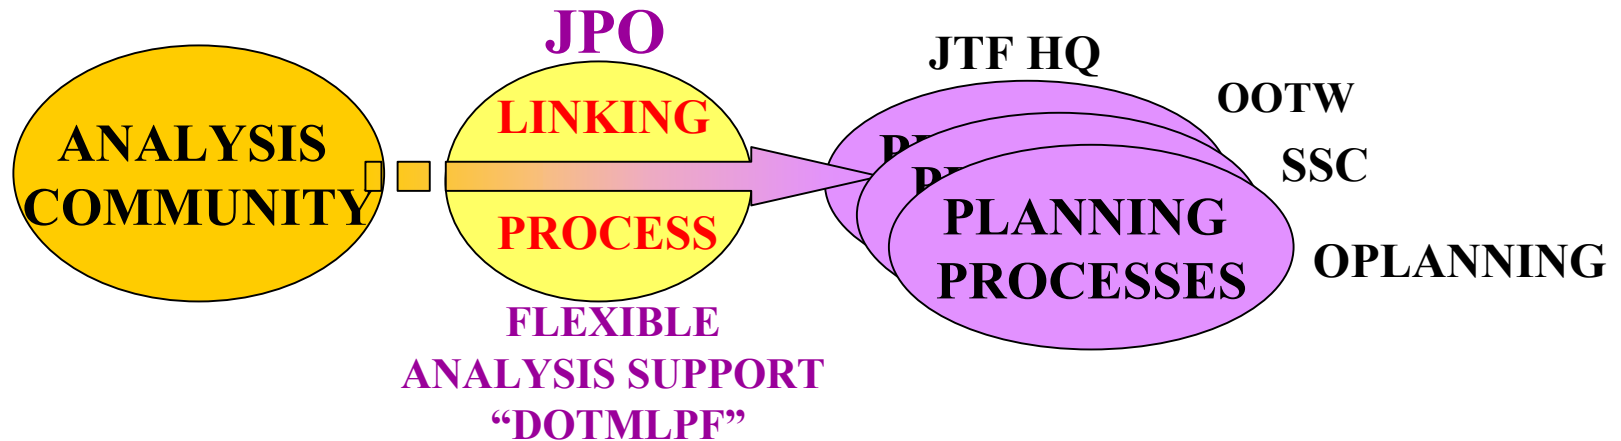 JPO
JTF HQ
OOTW
SSC
OPLANNING
ANALYSIS
COMMUNITY
LINKING
PROCESS
PLANNING
PROCESSES
FLEXIBLE
ANALYSIS SUPPORT
“DOTMLPF”